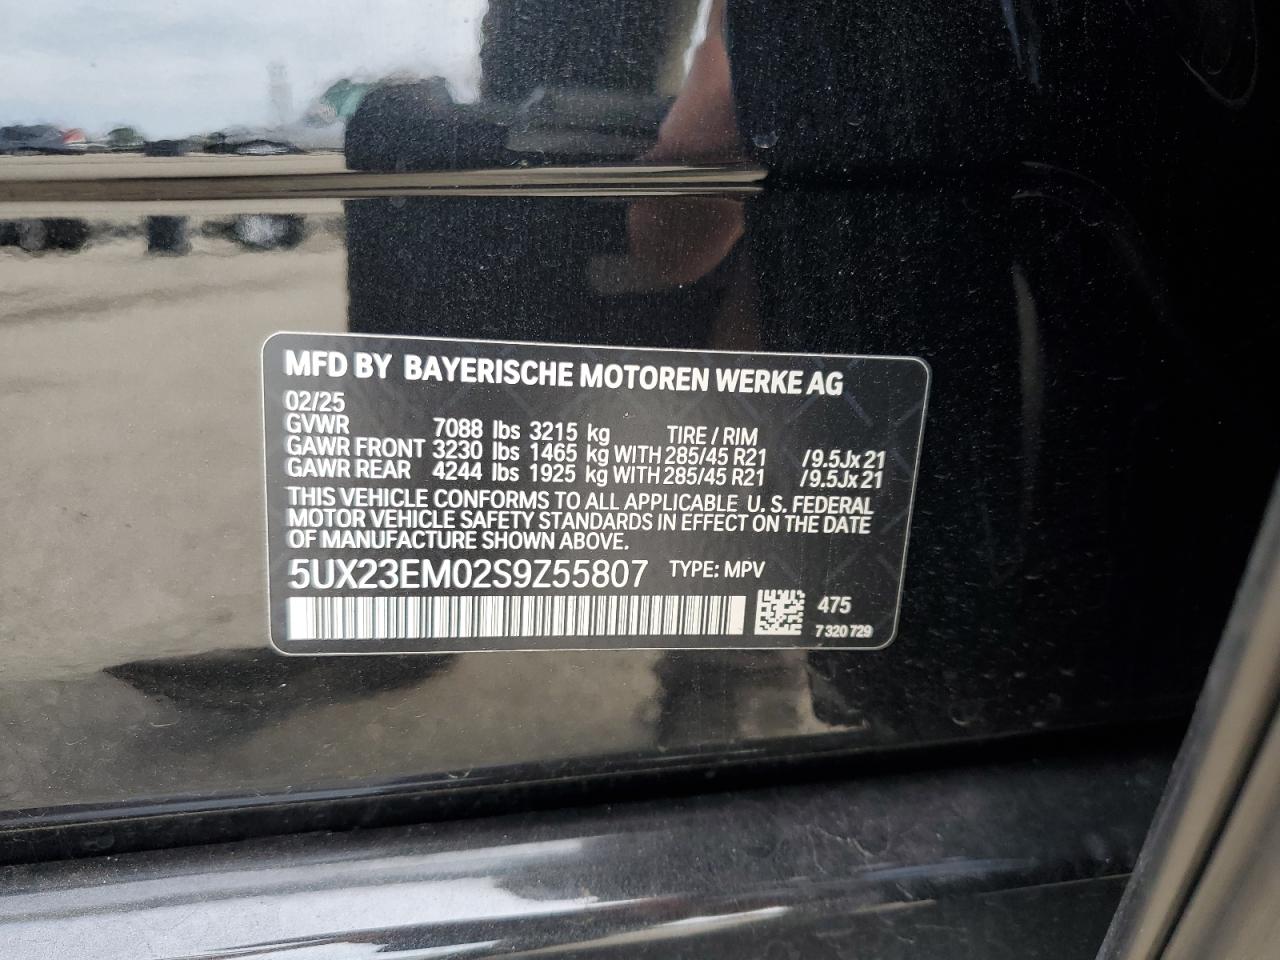 MFD BY BAYERISCHE MOTOREN WERKE AG
02/25
GVWR 7088 lbs 3215 kg TIRE / RIM
GAWR FRONT 3230 lbs 1465 kg WITH 285/45 R21 /9.5Jx21
GAWR REAR 4244 lbs 1925 kg WITH 285/45 R21 /9.5Jx21
THIS VEHICLE CONFORMS TO ALL APPLICABLE U. S. FEDERAL
MOTOR VEHICLE SAFETY STANDARDS IN EFFECT ON THE DATE
OF MANUFACTURE SHOWN ABOVE.
5UX23EM02S9Z55807 TYPE: MPV
475
7 320 729